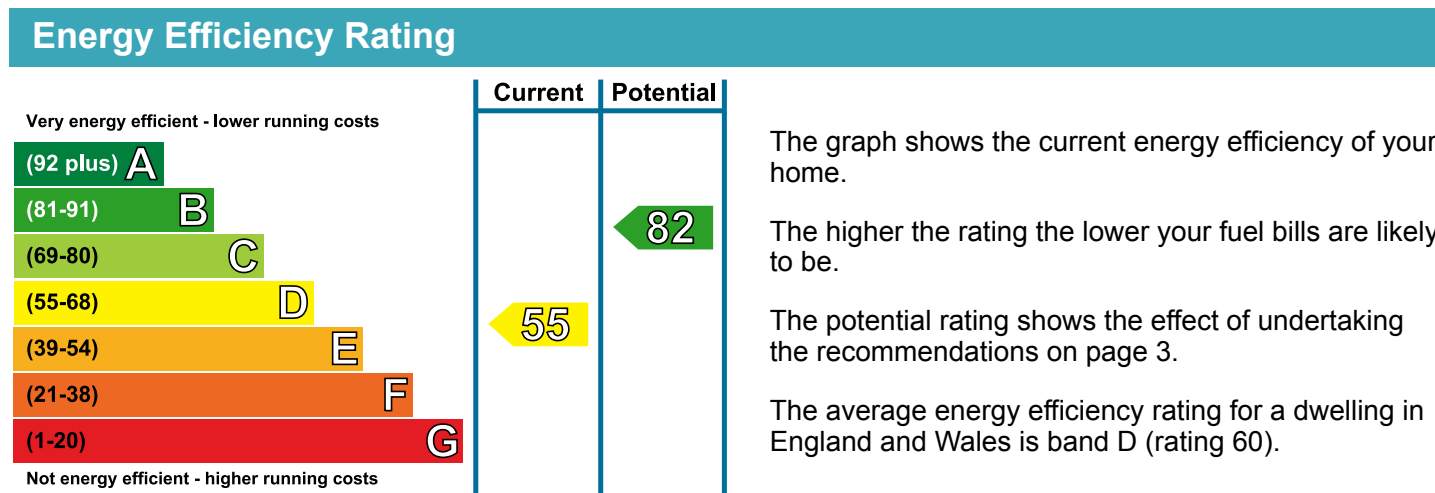 Energy Efficiency Rating
Current Potential
Very energy efficient - lower running costs
(92 plus) A
(81-91) B
82
(69-80) C
(55-68) D
55
(39-54) E
(21-38) F
(1-20) G
Not energy efficient - higher running costs
The graph shows the current energy efficiency of your
home.
The higher the rating the lower your fuel bills are likely
to be.
The potential rating shows the effect of undertaking
the recommendations on page 3.
The average energy efficiency rating for a dwelling in
England and Wales is band D (rating 60).